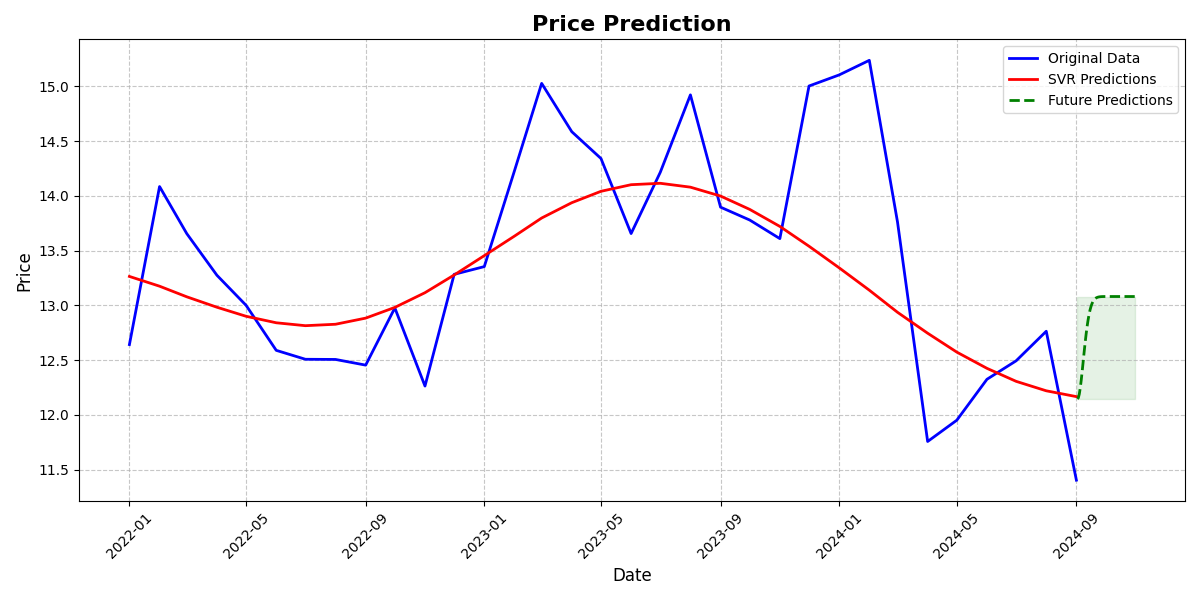 Price Prediction
Original Data
SVR Predictions
Future Predictions
Price
15.0
14.5
14.0
13.5
13.0
12.5
12.0
11.5
2022-01
2022-05
2022-09
2023-01
2023-05
2023-09
2024-01
2024-05
2024-09
Date